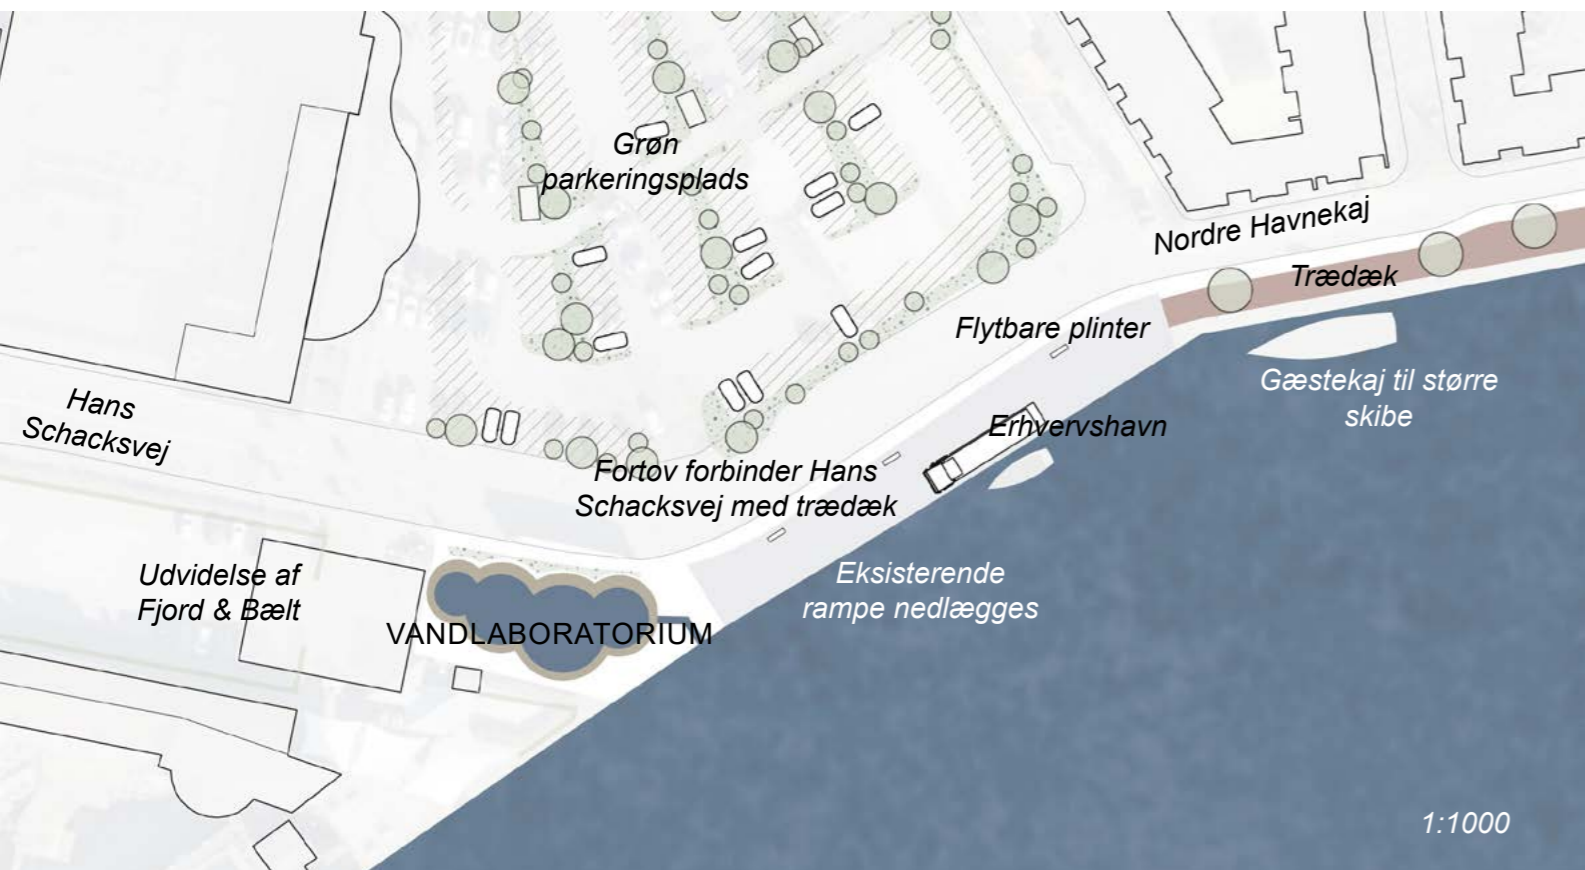 Grøn
parkeringsplads
Nordre Havnekaj
Trædæk
Flytbare plinter
Gæstekaj til større
skibe
Hans
Schacksvej
Erhvervshavn
Fortov forbinder Hans
Schacksvej med trædæk
Udvidelse af
Fjord & Bælt
Eksisterende
rampe nedlægges
VANDLABORATORIUM
1:1000